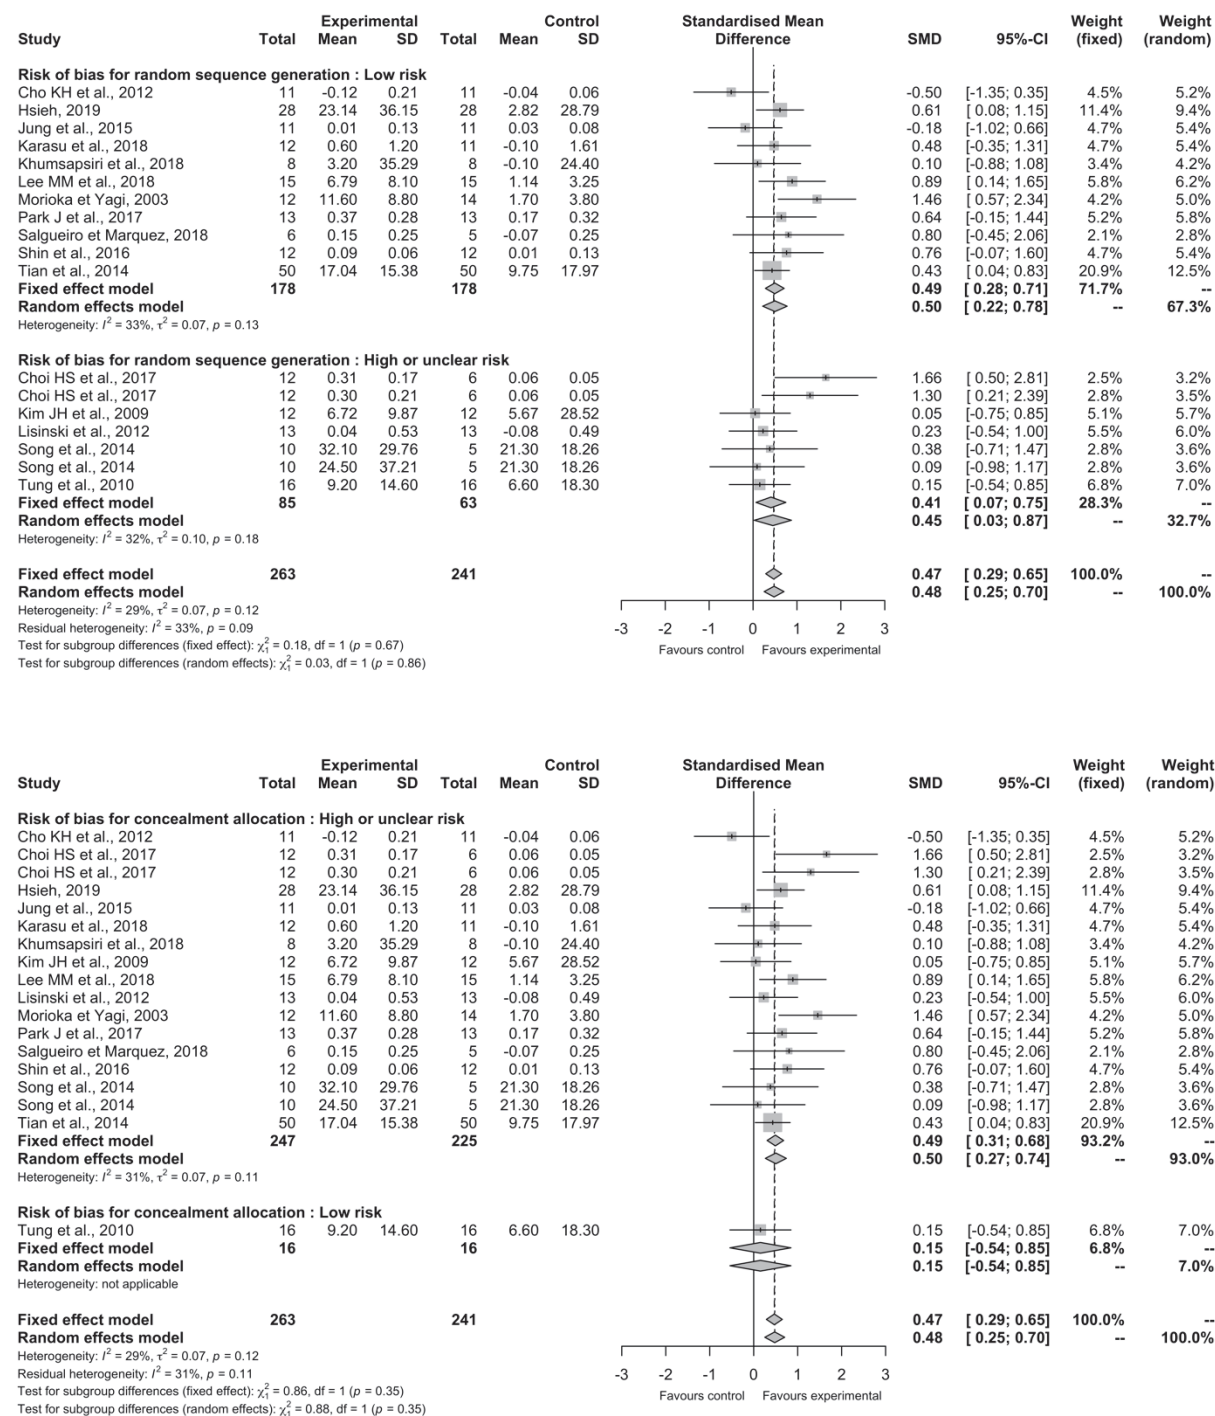 Experimental Control Standardised Mean Weight Weight
Study Total Mean SD Total Mean SD Difference SMD 95%-CI (fixed) (random)
Risk of bias for random sequence generation : Low risk
Cho KH et al., 2012 11 -0.12 0.21 11 -0.04 0.06 -0.50 [-1.35; 0.35] 4.5% 5.2%
Hsieh, 2019 28 23.14 36.15 28 2.82 28.79 0.61 [ 0.08; 1.15] 11.4% 9.4%
Jung et al., 2015 11 0.01 0.13 11 0.03 0.08 -0.18 [-1.02; 0.66] 4.7% 5.4%
Karasu et al., 2018 12 0.60 1.20 11 -0.10 1.61 0.48 [-0.35; 1.31] 4.7% 5.4%
Khumsapsiri et al., 2018 8 3.20 35.29 8 -0.10 24.40 0.10 [-0.88; 1.08] 3.4% 4.2%
Lee MM et al., 2018 15 6.79 8.10 15 1.14 3.25 0.89 [ 0.14; 1.65] 5.8% 6.2%
Morioka et Yagi, 2003 12 11.60 8.80 14 1.70 3.80 1.46 [ 0.57; 2.34] 4.2% 5.0%
Park J et al., 2017 13 0.37 0.28 13 0.17 0.32 0.64 [-0.15; 1.44] 5.2% 5.8%
Salgueiro et Marquez, 2018 6 0.15 0.25 5 -0.07 0.25 0.80 [-0.45; 2.06] 2.1% 2.8%
Shin et al., 2016 12 0.09 0.06 12 0.01 0.13 0.76 [-0.07; 1.60] 4.7% 5.4%
Tian et al., 2014 50 17.04 15.38 50 9.75 17.97 0.43 [ 0.04; 0.83] 20.9% 12.5%
Fixed effect model 178 178 0.49 [ 0.28; 0.71] 71.7% --
Random effects model 0.50 [ 0.22; 0.78] -- 67.3%
Heterogeneity: I² = 33%, τ² = 0.07, p = 0.13
Risk of bias for random sequence generation : High or unclear risk
Choi HS et al., 2017 12 0.31 0.17 6 0.06 0.05 1.66 [ 0.50; 2.81] 2.5% 3.2%
Choi HS et al., 2017 12 0.30 0.21 6 0.06 0.05 1.30 [ 0.21; 2.39] 2.8% 3.5%
Kim JH et al., 2009 12 6.72 9.87 12 5.67 28.52 0.05 [-0.75; 0.85] 5.1% 5.7%
Lisinski et al., 2012 13 0.04 0.53 13 -0.08 0.49 0.23 [-0.54; 1.00] 5.5% 6.0%
Song et al., 2014 10 32.10 29.76 5 21.30 18.26 0.38 [-0.71; 1.47] 2.8% 3.6%
Song et al., 2014 10 24.50 37.21 5 21.30 18.26 0.09 [-0.98; 1.17] 2.8% 3.6%
Tung et al., 2010 16 9.20 14.60 16 6.60 18.30 0.15 [-0.54; 0.85] 6.8% 7.0%
Fixed effect model 85 63 0.41 [ 0.07; 0.75] 28.3% --
Random effects model 0.45 [ 0.03; 0.87] -- 32.7%
Heterogeneity: I² = 32%, τ² = 0.10, p = 0.18
Fixed effect model 263 241 0.47 [ 0.29; 0.65] 100.0% --
Random effects model 0.48 [ 0.25; 0.70] -- 100.0%
Heterogeneity: I² = 29%, τ² = 0.07, p = 0.12
Residual heterogeneity: I² = 33%, p = 0.09
-3 -2 -1 0 1 2 3
Test for subgroup differences (fixed effect): χ₁² = 0.18, df = 1 (p = 0.67)
Favours control Favours experimental
Test for subgroup differences (random effects): χ₁² = 0.03, df = 1 (p = 0.86)
Experimental Control Standardised Mean Weight Weight
Study Total Mean SD Total Mean SD Difference SMD 95%-CI (fixed) (random)
Risk of bias for concealment allocation : High or unclear risk
Cho KH et al., 2012 11 -0.12 0.21 11 -0.04 0.06 -0.50 [-1.35; 0.35] 4.5% 5.2%
Choi HS et al., 2017 12 0.31 0.17 6 0.06 0.05 1.66 [ 0.50; 2.81] 2.5% 3.2%
Choi HS et al., 2017 12 0.30 0.21 6 0.06 0.05 1.30 [ 0.21; 2.39] 2.8% 3.5%
Hsieh, 2019 28 23.14 36.15 28 2.82 28.79 0.61 [ 0.08; 1.15] 11.4% 9.4%
Jung et al., 2015 11 0.01 0.13 11 0.03 0.08 -0.18 [-1.02; 0.66] 4.7% 5.4%
Karasu et al., 2018 12 0.60 1.20 11 -0.10 1.61 0.48 [-0.35; 1.31] 4.7% 5.4%
Khumsapsiri et al., 2018 8 3.20 35.29 8 -0.10 24.40 0.10 [-0.88; 1.08] 3.4% 4.2%
Kim JH et al., 2009 12 6.72 9.87 12 5.67 28.52 0.05 [-0.75; 0.85] 5.1% 5.7%
Lee MM et al., 2018 15 6.79 8.10 15 1.14 3.25 0.89 [ 0.14; 1.65] 5.8% 6.2%
Lisinski et al., 2012 13 0.04 0.53 13 -0.08 0.49 0.23 [-0.54; 1.00] 5.5% 6.0%
Morioka et Yagi, 2003 12 11.60 8.80 14 1.70 3.80 1.46 [ 0.57; 2.34] 4.2% 5.0%
Park J et al., 2017 13 0.37 0.28 13 0.17 0.32 0.64 [-0.15; 1.44] 5.2% 5.8%
Salgueiro et Marquez, 2018 6 0.15 0.25 5 -0.07 0.25 0.80 [-0.45; 2.06] 2.1% 2.8%
Shin et al., 2016 12 0.09 0.06 12 0.01 0.13 0.76 [-0.07; 1.60] 4.7% 5.4%
Song et al., 2014 10 32.10 29.76 5 21.30 18.26 0.38 [-0.71; 1.47] 2.8% 3.6%
Song et al., 2014 10 24.50 37.21 5 21.30 18.26 0.09 [-0.98; 1.17] 2.8% 3.6%
Tian et al., 2014 50 17.04 15.38 50 9.75 17.97 0.43 [ 0.04; 0.83] 20.9% 12.5%
Fixed effect model 247 225 0.49 [ 0.31; 0.68] 93.2% --
Random effects model 0.50 [ 0.27; 0.74] -- 93.0%
Heterogeneity: I² = 31%, τ² = 0.07, p = 0.11
Risk of bias for concealment allocation : Low risk
Tung et al., 2010 16 9.20 14.60 16 6.60 18.30 0.15 [-0.54; 0.85] 6.8% 7.0%
Fixed effect model 16 16 0.15 [-0.54; 0.85] 6.8% --
Random effects model 0.15 [-0.54; 0.85] -- 7.0%
Heterogeneity: not applicable
Fixed effect model 263 241 0.47 [ 0.29; 0.65] 100.0% --
Random effects model 0.48 [ 0.25; 0.70] -- 100.0%
Heterogeneity: I² = 29%, τ² = 0.07, p = 0.12
Residual heterogeneity: I² = 31%, p = 0.11
-3 -2 -1 0 1 2 3
Test for subgroup differences (fixed effect): χ₁² = 0.86, df = 1 (p = 0.35)
Favours control Favours experimental
Test for subgroup differences (random effects): χ₁² = 0.88, df = 1 (p = 0.35)